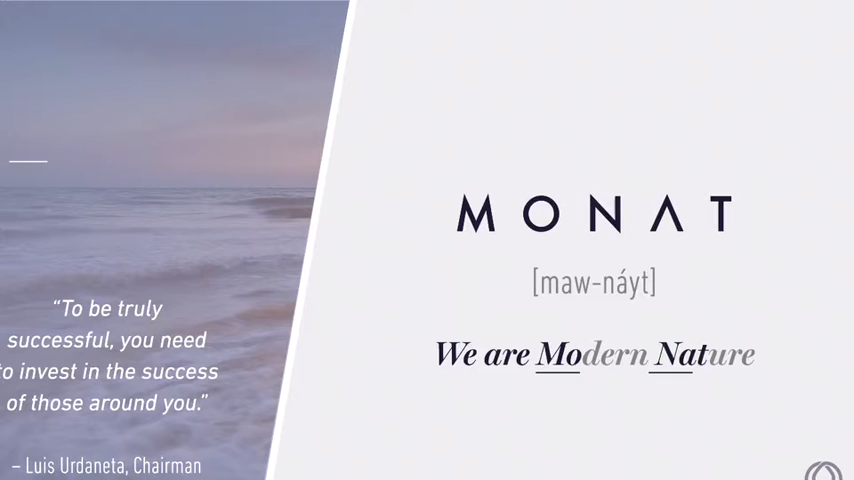 “To be truly
successful, you need
to invest in the success
of those around you.”
– Luis Urdaneta, Chairman
MONAT
[maw-náyt]
We are Modern Nature